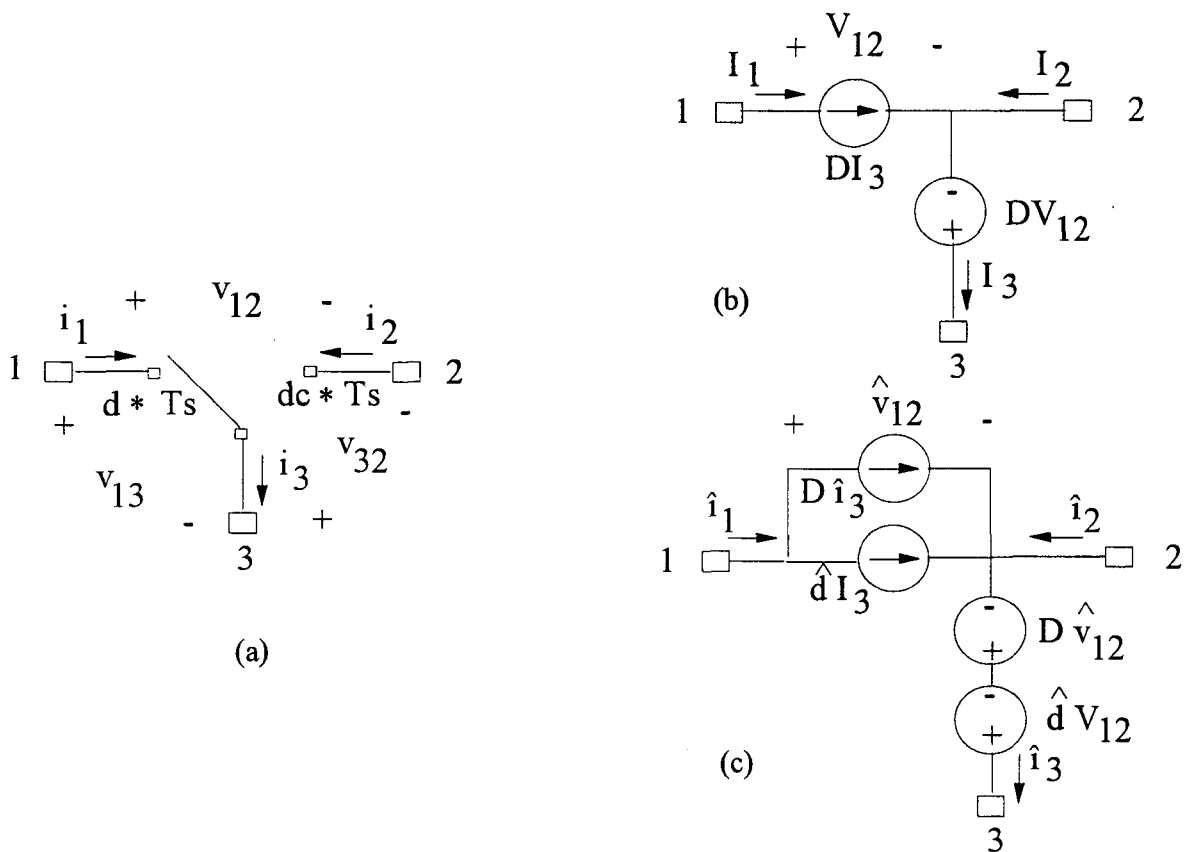 + v12 -
i1 i2
1 2
d * Ts dc * Ts
+ -
v13 i3 v32
- +
3
(a)
+ V12 -
I1 I2
1 2
DI3
- DV12
+
I3
(b)
3
+ v̂12 -
D î3
î1 î2
1 2
d̂ I3
- D v̂12
+
- d̂ V12
+
î3
(c)
3